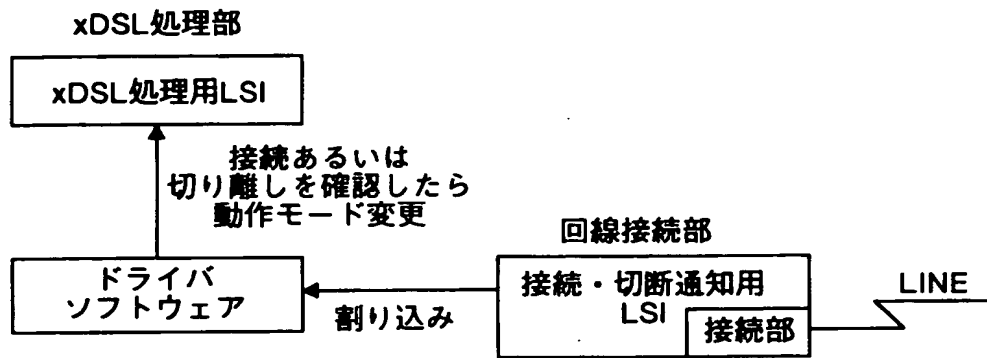 xDSL処理部
xDSL処理用LSI
接続あるいは
切り離しを確認したら
動作モード変更
回線接続部
ドライバ
ソフトウェア
割り込み
接続・切断通知用
LSI
接続部
LINE